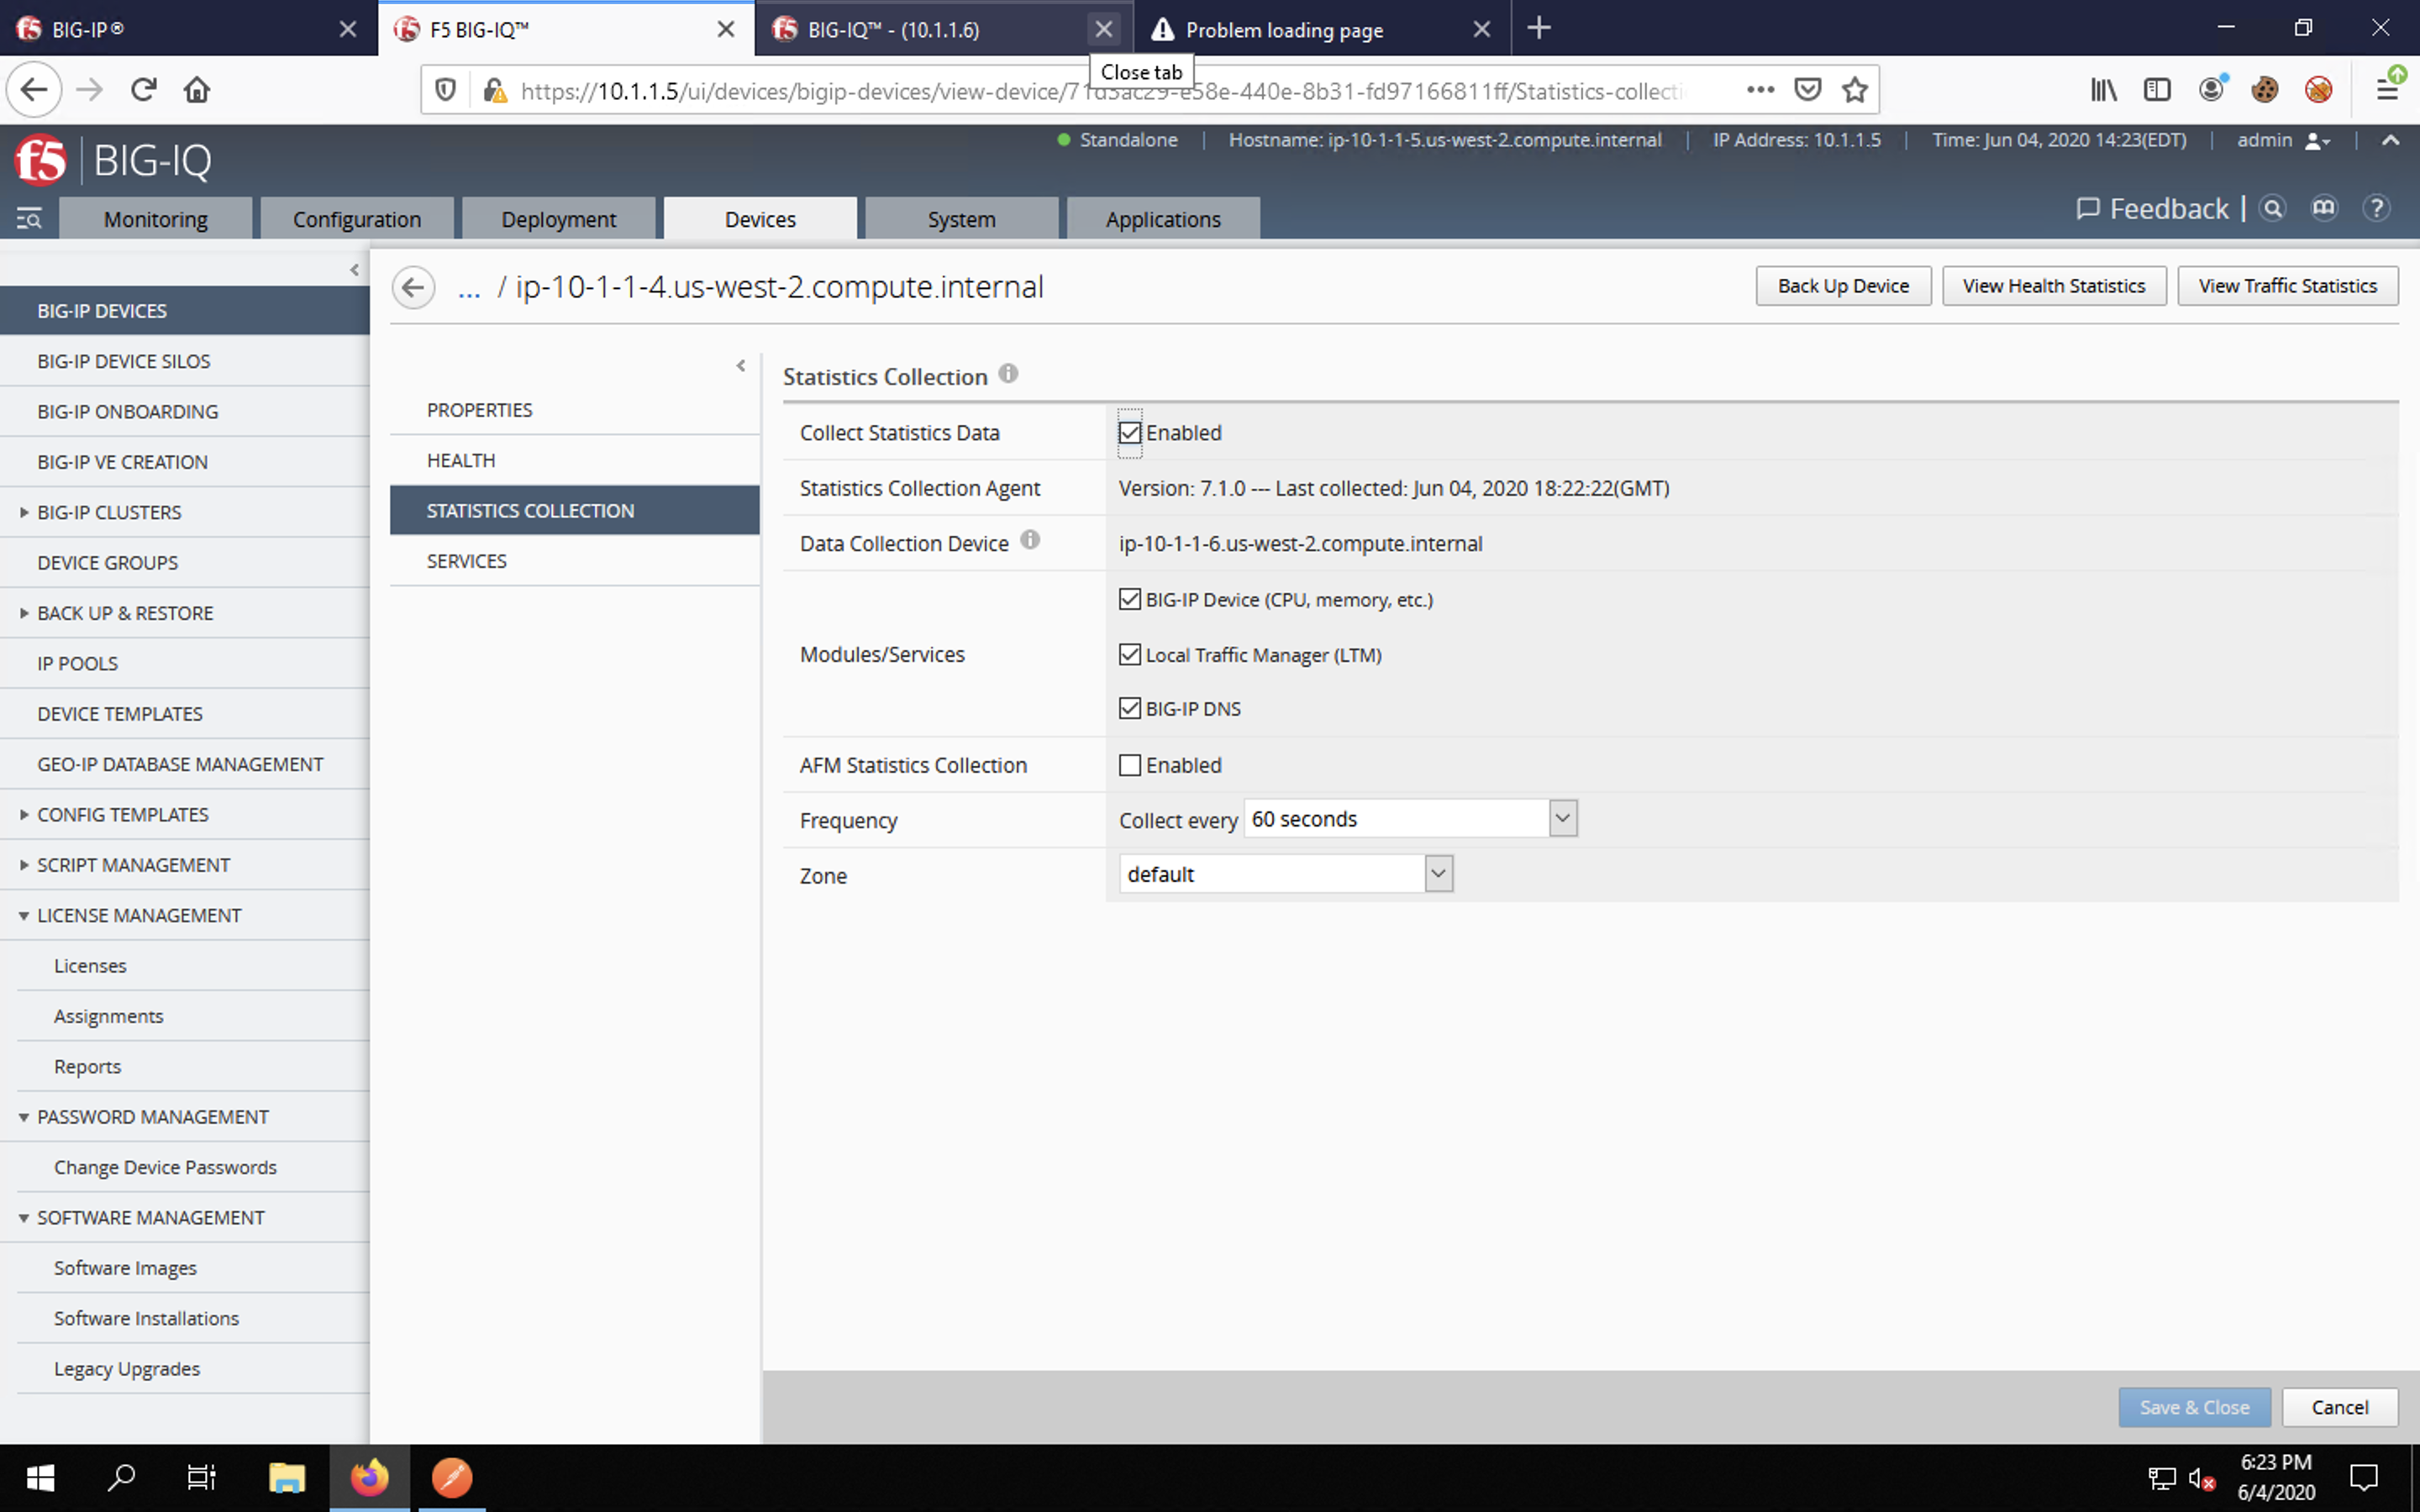 BIG-IP®
F5 BIG-IQ™
BIG-IQ™ - (10.1.1.6)
Problem loading page
Close tab
https://10.1.1.5/ui/devices/bigip-devices/view-device/71d3ac29-e58e-440e-8b31-fd97166811ff/Statistics-collecti
f5
BIG-IQ
Standalone
Hostname: ip-10-1-1-5.us-west-2.compute.internal
IP Address: 10.1.1.5
Time: Jun 04, 2020 14:23(EDT)
admin
Monitoring
Configuration
Deployment
Devices
System
Applications
Feedback
BIG-IP DEVICES
BIG-IP DEVICE SILOS
BIG-IP ONBOARDING
BIG-IP VE CREATION
BIG-IP CLUSTERS
DEVICE GROUPS
BACK UP & RESTORE
IP POOLS
DEVICE TEMPLATES
GEO-IP DATABASE MANAGEMENT
CONFIG TEMPLATES
SCRIPT MANAGEMENT
LICENSE MANAGEMENT
Licenses
Assignments
Reports
PASSWORD MANAGEMENT
Change Device Passwords
SOFTWARE MANAGEMENT
Software Images
Software Installations
Legacy Upgrades
... / ip-10-1-1-4.us-west-2.compute.internal
Back Up Device
View Health Statistics
View Traffic Statistics
PROPERTIES
HEALTH
STATISTICS COLLECTION
SERVICES
Statistics Collection
Collect Statistics Data Enabled
Statistics Collection Agent Version: 7.1.0 --- Last collected: Jun 04, 2020 18:22:22(GMT)
Data Collection Device ip-10-1-1-6.us-west-2.compute.internal
BIG-IP Device (CPU, memory, etc.)
Modules/Services Local Traffic Manager (LTM)
BIG-IP DNS
AFM Statistics Collection Enabled
Frequency Collect every 60 seconds
Zone default
Save & Close
Cancel
6:23 PM
6/4/2020